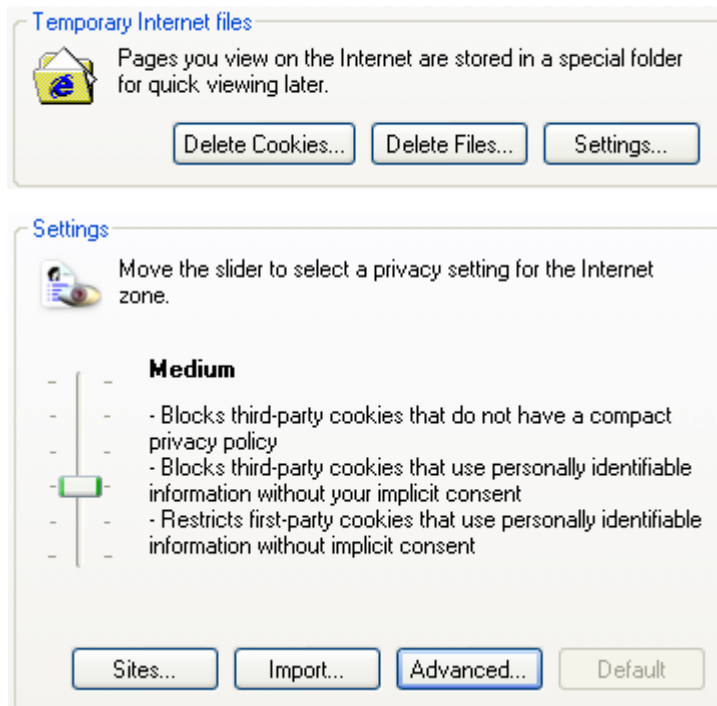 Temporary Internet files
Pages you view on the Internet are stored in a special folder
for quick viewing later.
Delete Cookies... Delete Files... Settings...
Settings
Move the slider to select a privacy setting for the Internet
zone.
Medium
- Blocks third-party cookies that do not have a compact
privacy policy
- Blocks third-party cookies that use personally identifiable
information without your implicit consent
- Restricts first-party cookies that use personally identifiable
information without implicit consent
Sites... Import... Advanced... Default